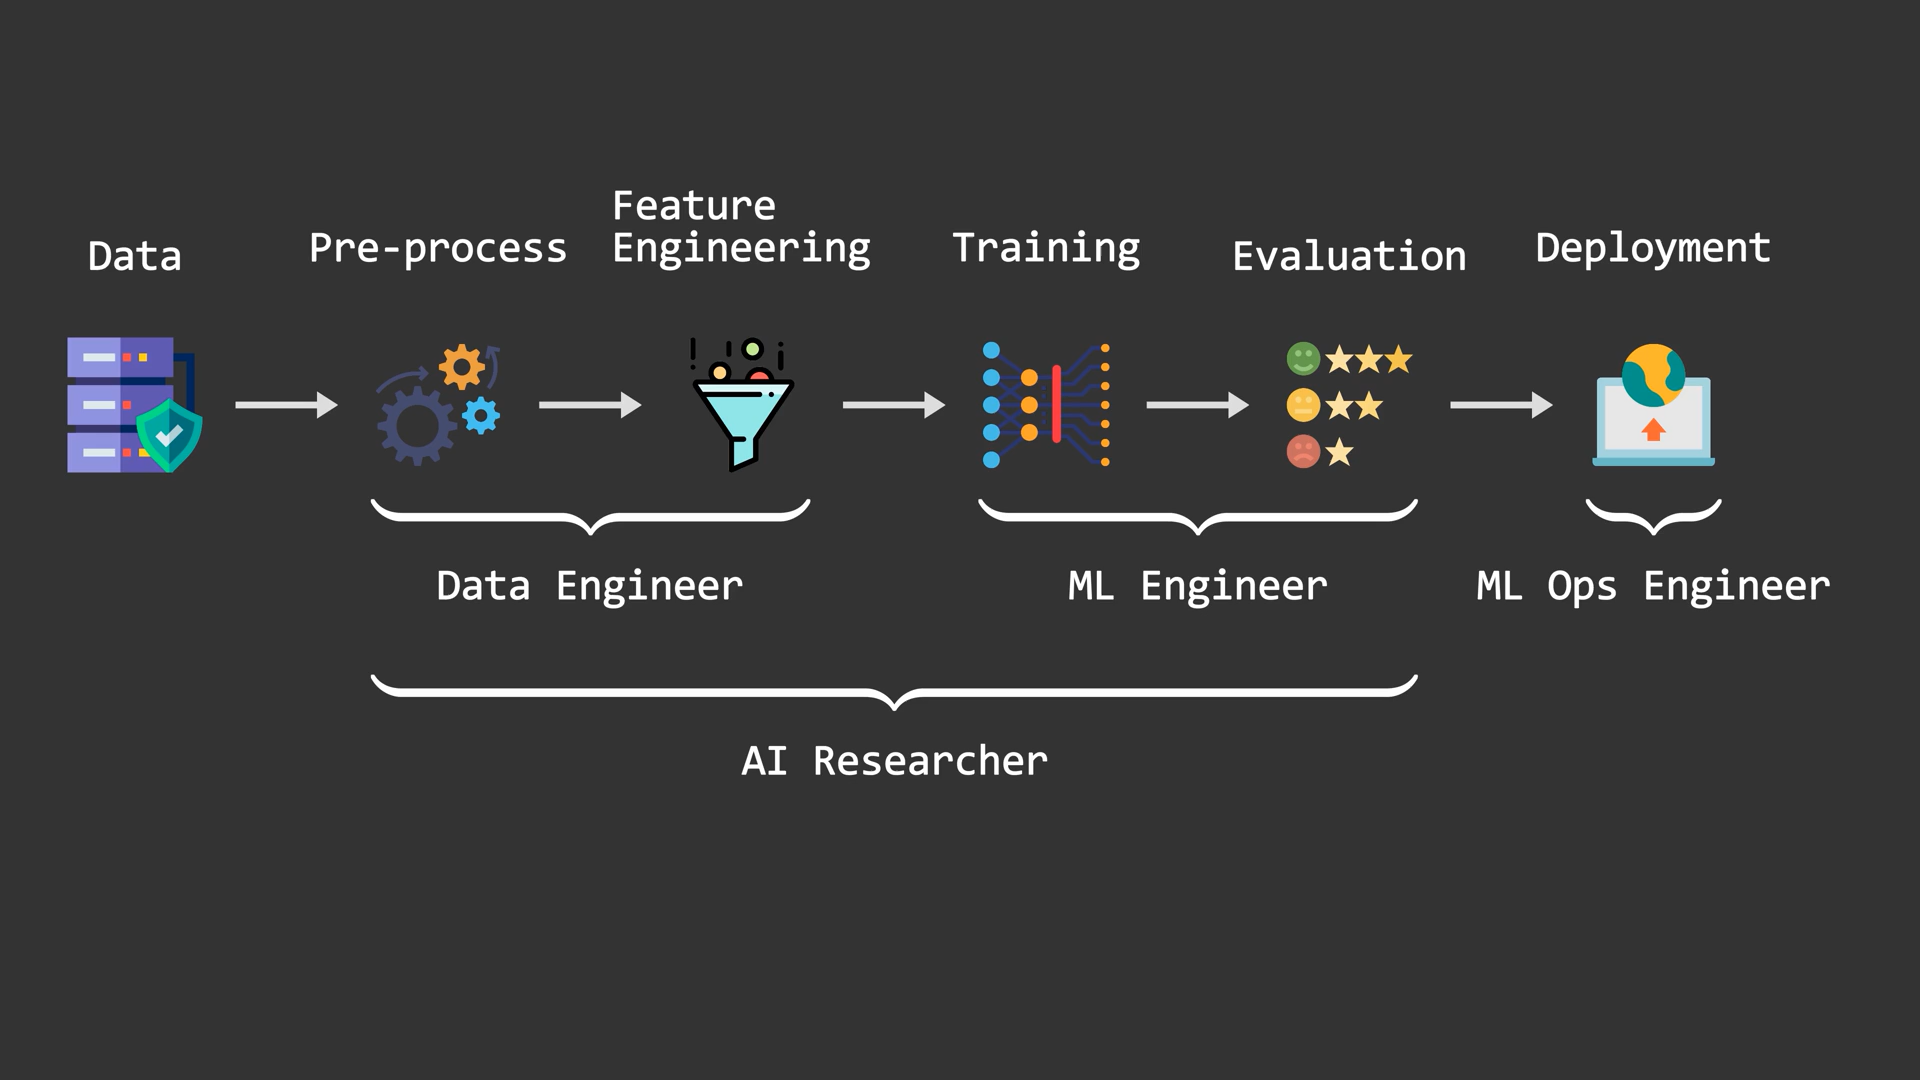 Data
Pre-process
Feature
Engineering
Training
Evaluation
Deployment
Data Engineer
ML Engineer
ML Ops Engineer
AI Researcher